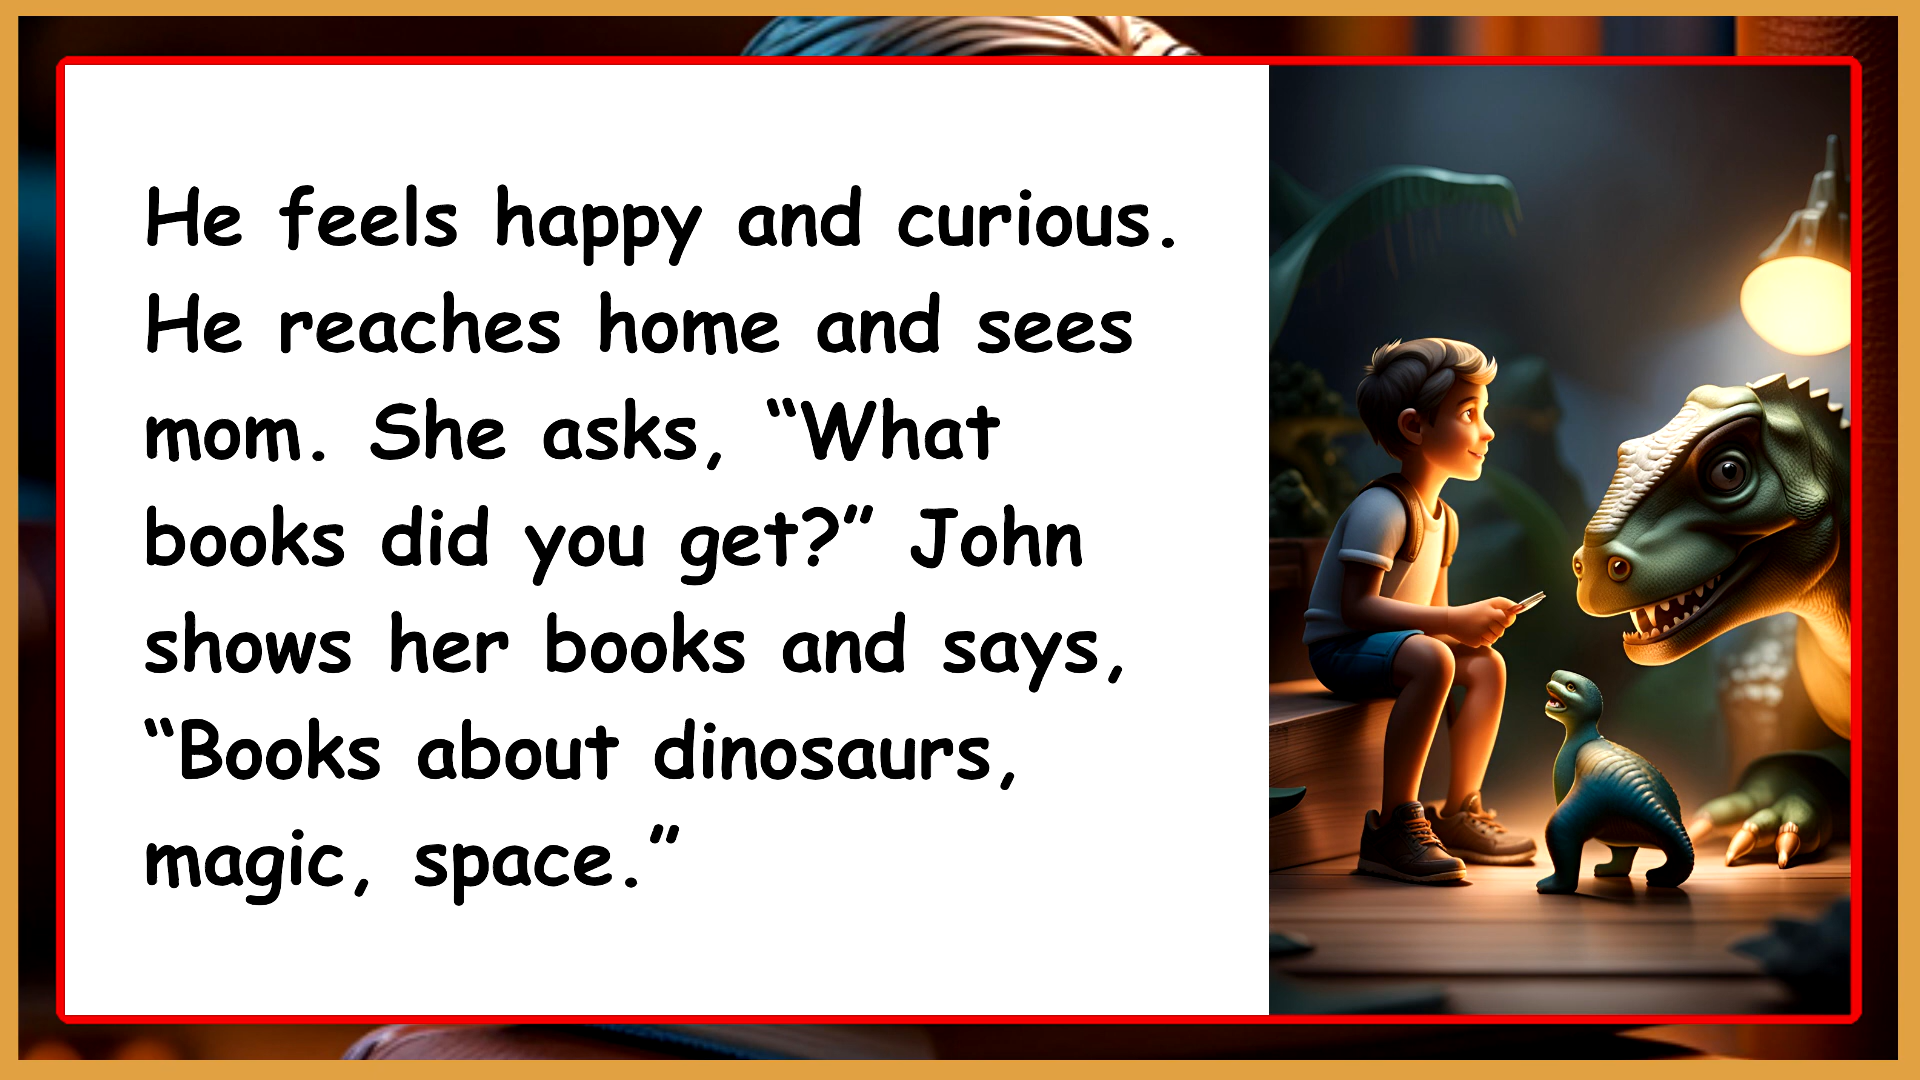 He feels happy and curious.
He reaches home and sees
mom. She asks, “What
books did you get?” John
shows her books and says,
“Books about dinosaurs,
magic, space.”